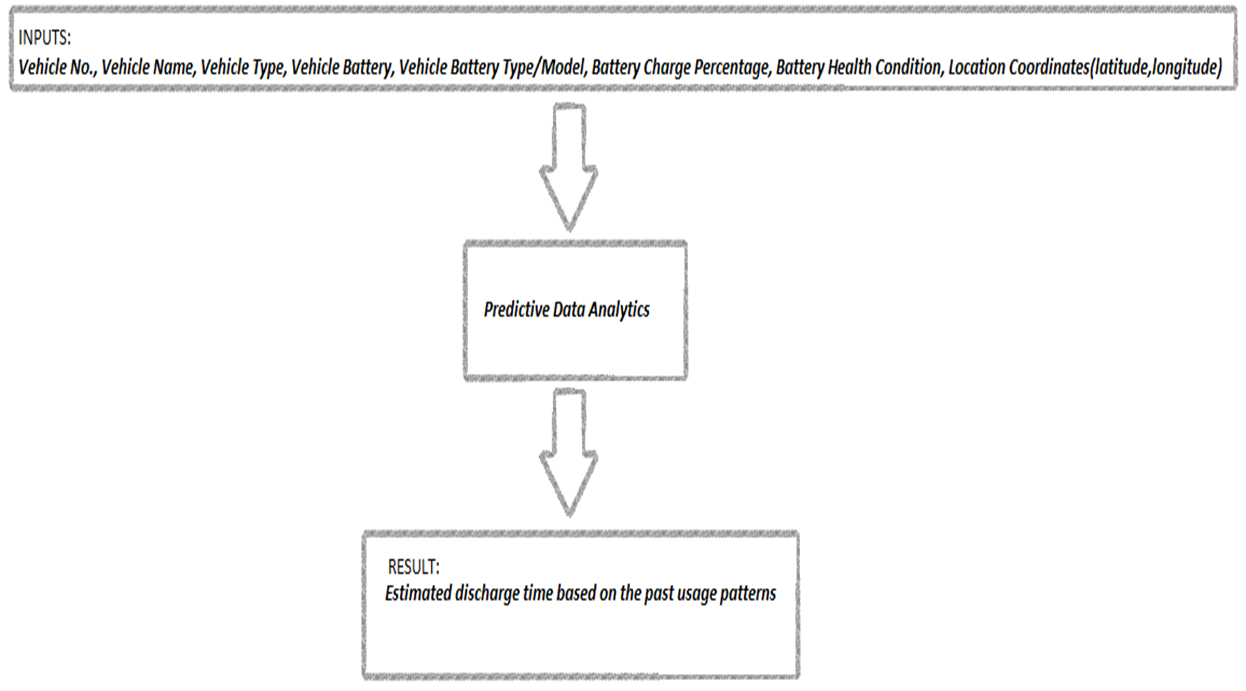 INPUTS:
Vehicle No., Vehicle Name, Vehicle Type, Vehicle Battery, Vehicle Battery Type/Model, Battery Charge Percentage, Battery Health Condition, Location Coordinates(latitude,longitude)
Predictive Data Analytics
RESULT:
Estimated discharge time based on the past usage patterns